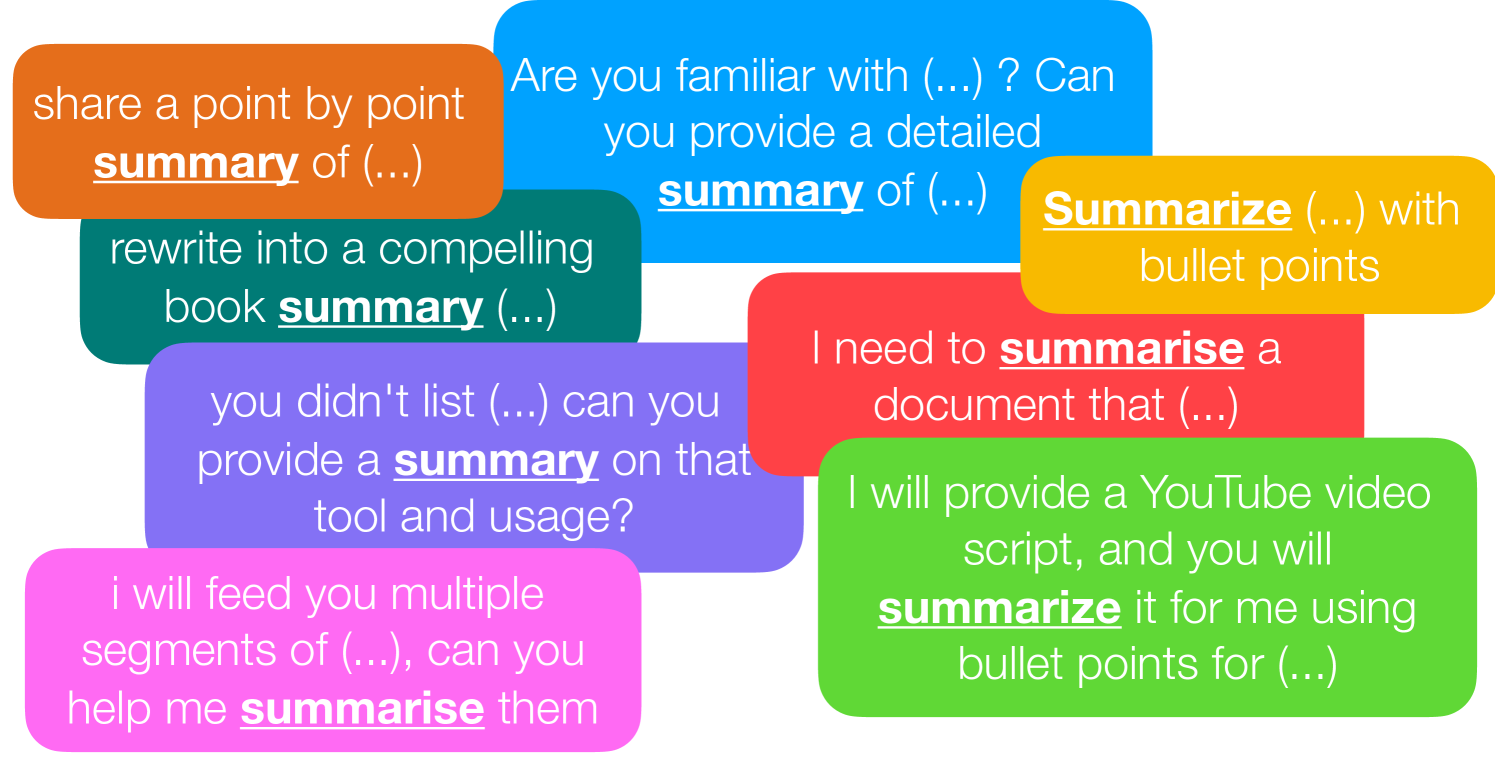 share a point by point
summary of (...)
Are you familiar with (...) ? Can
you provide a detailed
summary of (...)
Summarize (...) with
bullet points
rewrite into a compelling
book summary (...)
I need to summarise a
document that (...)
you didn't list (...) can you
provide a summary on that
tool and usage?
I will provide a YouTube video
script, and you will
summarize it for me using
bullet points for (...)
i will feed you multiple
segments of (...), can you
help me summarise them